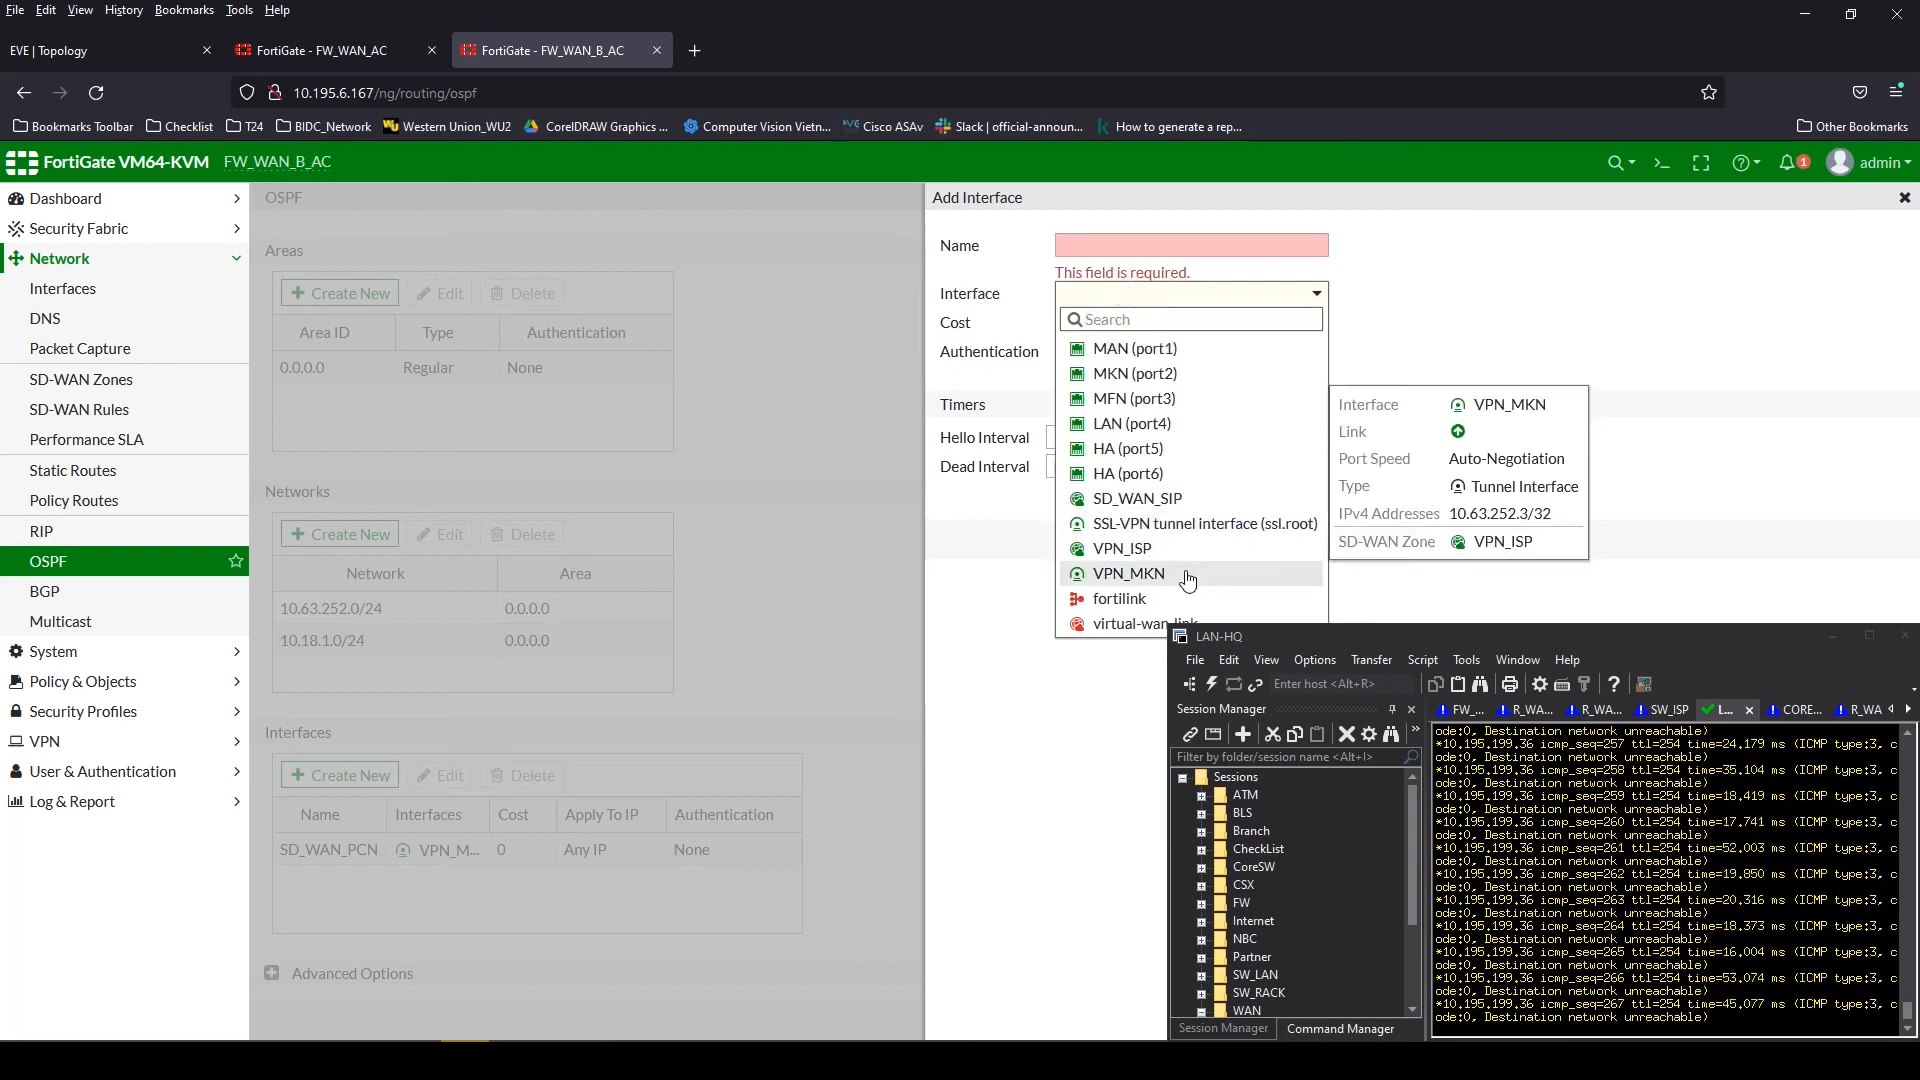 File Edit View History Bookmarks Tools Help
EVE | Topology
FortiGate - FW_WAN_AC
FortiGate - FW_WAN_B_AC
10.195.6.167/ng/routing/ospf
Bookmarks Toolbar Checklist T24 BIDC_Network Western Union_WU2 CorelDRAW Graphics ... Computer Vision Vietn... Cisco ASAv Slack | official-announ... How to generate a rep... Other Bookmarks
FortiGate VM64-KVM FW_WAN_B_AC
1 admin
Dashboard
Security Fabric
Network
Interfaces
DNS
Packet Capture
SD-WAN Zones
SD-WAN Rules
Performance SLA
Static Routes
Policy Routes
RIP
OSPF
BGP
Multicast
System
Policy & Objects
Security Profiles
VPN
User & Authentication
Log & Report
OSPF
Areas
Create New Edit Delete
Area ID Type Authentication
0.0.0.0 Regular None
Networks
Create New Edit Delete
Network Area
10.63.252.0/24 0.0.0.0
10.18.1.0/24 0.0.0.0
Interfaces
Create New Edit Delete
Name Interfaces Cost Apply To IP Authentication
SD_WAN_PCN VPN_M... 0 Any IP None
Advanced Options
Add Interface
Name
This field is required.
Interface
Cost
Authentication
Timers
Hello Interval
Dead Interval
Search
MAN (port1)
MKN (port2)
MFN (port3)
LAN (port4)
HA (port5)
HA (port6)
SD_WAN_SIP
SSL-VPN tunnel interface (ssl.root)
VPN_ISP
VPN_MKN
fortilink
virtual-wan-link
Interface VPN_MKN
Link
Port Speed Auto-Negotiation
Type Tunnel Interface
IPv4 Addresses 10.63.252.3/32
SD-WAN Zone VPN_ISP
LAN-HQ
File Edit View Options Transfer Script Tools Window Help
Enter host <Alt+R>
Session Manager
FW_... R_WA... R_WA... SW_ISP L... CORE... R_WA
Filter by folder/session name <Alt+I>
Sessions
ATM
BLS
Branch
CheckList
CoreSW
CSX
FW
Internet
NBC
Partner
SW_LAN
SW_RACK
WAN
Session Manager Command Manager
ode:0, Destination network unreachable)
*10.195.199.36 icmp_seq=257 ttl=254 time=24.179 ms (ICMP type:3, c
ode:0, Destination network unreachable)
*10.195.199.36 icmp_seq=258 ttl=254 time=35.104 ms (ICMP type:3, c
ode:0, Destination network unreachable)
*10.195.199.36 icmp_seq=259 ttl=254 time=18.419 ms (ICMP type:3, c
ode:0, Destination network unreachable)
*10.195.199.36 icmp_seq=260 ttl=254 time=17.741 ms (ICMP type:3, c
ode:0, Destination network unreachable)
*10.195.199.36 icmp_seq=261 ttl=254 time=52.003 ms (ICMP type:3, c
ode:0, Destination network unreachable)
*10.195.199.36 icmp_seq=262 ttl=254 time=19.850 ms (ICMP type:3, c
ode:0, Destination network unreachable)
*10.195.199.36 icmp_seq=263 ttl=254 time=20.316 ms (ICMP type:3, c
ode:0, Destination network unreachable)
*10.195.199.36 icmp_seq=264 ttl=254 time=18.373 ms (ICMP type:3, c
ode:0, Destination network unreachable)
*10.195.199.36 icmp_seq=265 ttl=254 time=16.004 ms (ICMP type:3, c
ode:0, Destination network unreachable)
*10.195.199.36 icmp_seq=266 ttl=254 time=53.074 ms (ICMP type:3, c
ode:0, Destination network unreachable)
*10.195.199.36 icmp_seq=267 ttl=254 time=45.077 ms (ICMP type:3, c
ode:0, Destination network unreachable)